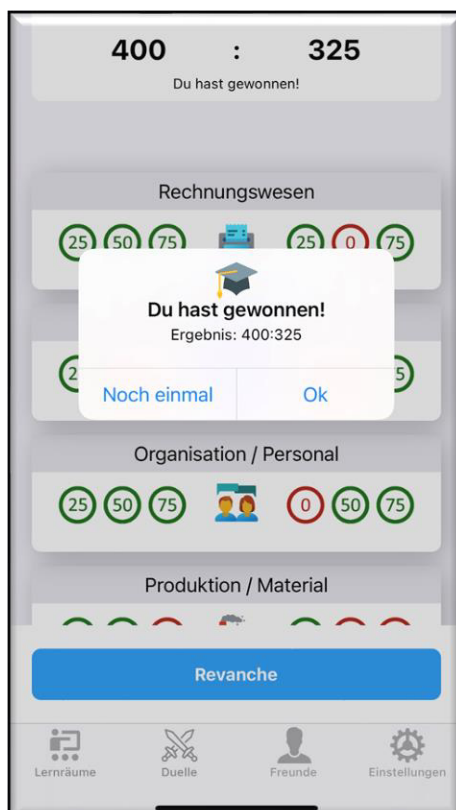 400 : 325
Du hast gewonnen!
Rechnungswesen
25 50 75 25 0 75
Du hast gewonnen!
Ergebnis: 400:325
Noch einmal Ok
Organisation / Personal
25 50 75 0 50 75
Produktion / Material
Revanche
Lernräume Duelle Freunde Einstellungen